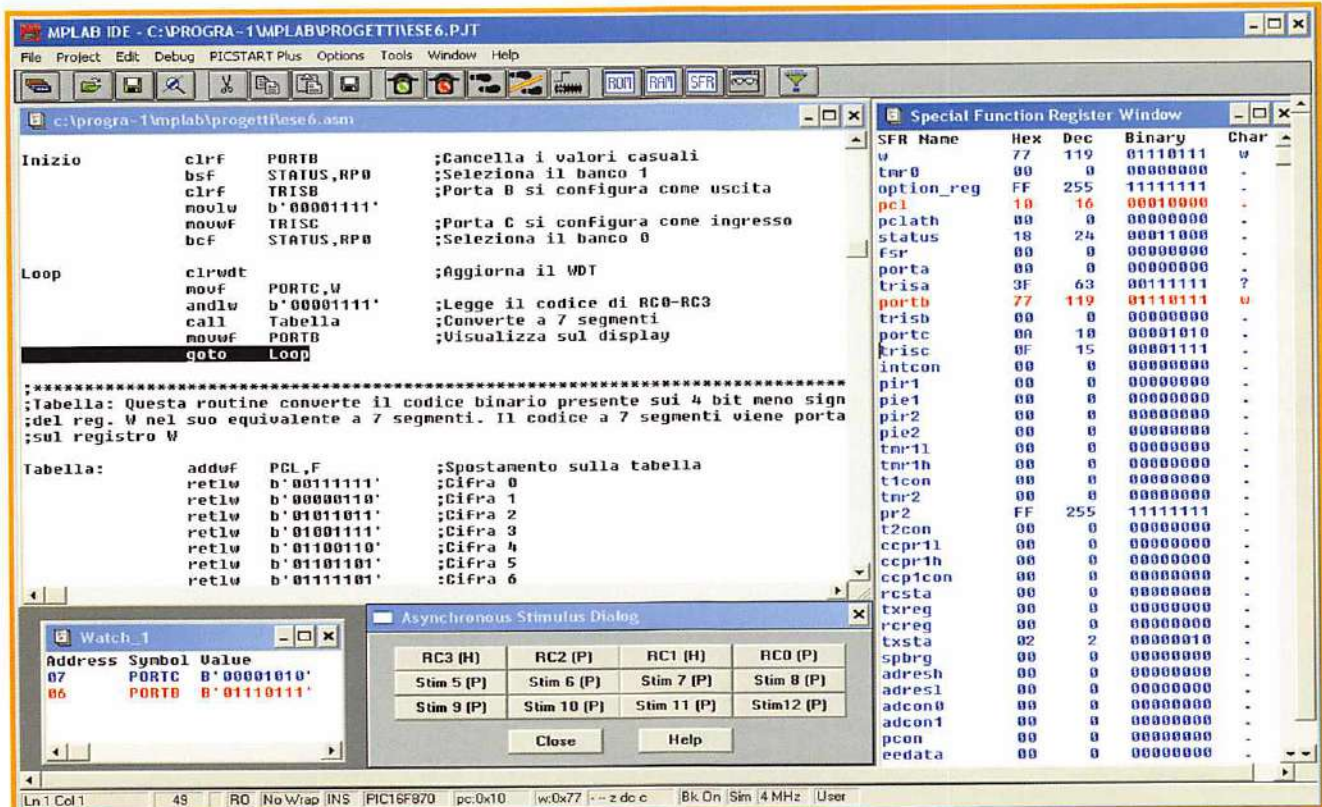 MPLAB IDE - C:\PROGRA~1\MPLAB\PROGETTI\ESE6.PJT
File Project Edit Debug PICSTART Plus Options Tools Window Help
ROM RAM SFR
c:\progra~1\mplab\progetti\ese6.asm
Inizio clrf PORTB ;Cancella i valori casuali
bsf STATUS,RP0 ;Seleziona il banco 1
clrf TRISB ;Porta B si configura come uscita
movlw b'00001111'
movwf TRISC ;Porta C si configura come ingresso
bcf STATUS,RP0 ;Seleziona il banco 0
Loop clrwdt ;Aggiorna il WDT
movf PORTC,W
andlw b'00001111' ;Legge il codice di RC0-RC3
call Tabella ;Converte a 7 segmenti
movwf PORTB ;Visualizza sul display
goto Loop
;******************************************************************************
;Tabella: Questa routine converte il codice binario presente sui 4 bit meno sign
;del reg. W nel suo equivalente a 7 segmenti. Il codice a 7 segmenti viene porta
;sul registro W
Tabella: addwf PCL,F ;Spostamento sulla tabella
retlw b'00111111' ;Cifra 0
retlw b'00000110' ;Cifra 1
retlw b'01011011' ;Cifra 2
retlw b'01001111' ;Cifra 3
retlw b'01100110' ;Cifra 4
retlw b'01101101' ;Cifra 5
retlw b'01111101' ;Cifra 6
Special Function Register Window
SFR Name Hex Dec Binary Char
w 77 119 01110111 w
tmr0 00 0 00000000 .
option_reg FF 255 11111111 .
pcl 10 16 00010000 .
pclath 00 0 00000000 .
status 18 24 00011000 .
fsr 00 0 00000000 .
porta 00 0 00000000 .
trisa 3F 63 00111111 ?
portb 77 119 01110111 w
trisb 00 0 00000000 .
portc 0A 10 00001010 .
trisc 0F 15 00001111 .
intcon 00 0 00000000 .
pir1 00 0 00000000 .
pie1 00 0 00000000 .
pir2 00 0 00000000 .
pie2 00 0 00000000 .
tmr1l 00 0 00000000 .
tmr1h 00 0 00000000 .
t1con 00 0 00000000 .
tmr2 00 0 00000000 .
pr2 FF 255 11111111 .
t2con 00 0 00000000 .
ccpr1l 00 0 00000000 .
ccpr1h 00 0 00000000 .
ccp1con 00 0 00000000 .
rcsta 00 0 00000000 .
txreg 00 0 00000000 .
rcreg 00 0 00000000 .
txsta 02 2 00000010 .
spbrg 00 0 00000000 .
adresh 00 0 00000000 .
adresl 00 0 00000000 .
adcon0 00 0 00000000 .
adcon1 00 0 00000000 .
pcon 00 0 00000000 .
eedata 00 0 00000000 .
Watch_1
Address Symbol Value
07 PORTC B'00001010'
06 PORTB B'01110111'
Asynchronous Stimulus Dialog
RC3 (H) RC2 (P) RC1 (H) RC0 (P)
Stim 5 (P) Stim 6 (P) Stim 7 (P) Stim 8 (P)
Stim 9 (P) Stim 10 (P) Stim 11 (P) Stim12 (P)
Close Help
Ln 1 Col 1 49 RO No Wrap INS PIC16F870 pc:0x10 w:0x77 - - z dc c Bk On Sim 4 MHz User